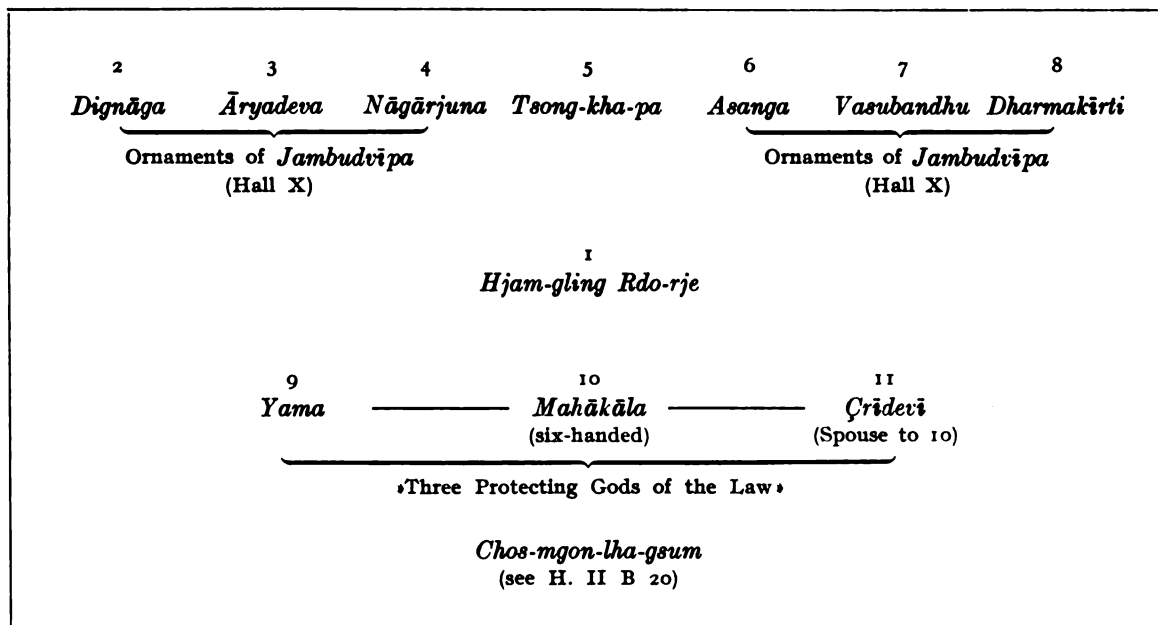 2 3 4 5 6 7 8
Dignāga Āryadeva Nāgārjuna Tsong-kha-pa Asanga Vasubandhu Dharmakīrti
Ornaments of Jambudvīpa Ornaments of Jambudvīpa
(Hall X) (Hall X)
1
Hjam-gling Rdo-rje
9 10 11
Yama Mahākāla Çrīdevī
(six-handed) (Spouse to 10)
»Three Protecting Gods of the Law»
Chos-mgon-lha-gsum
(see H. II B 20)